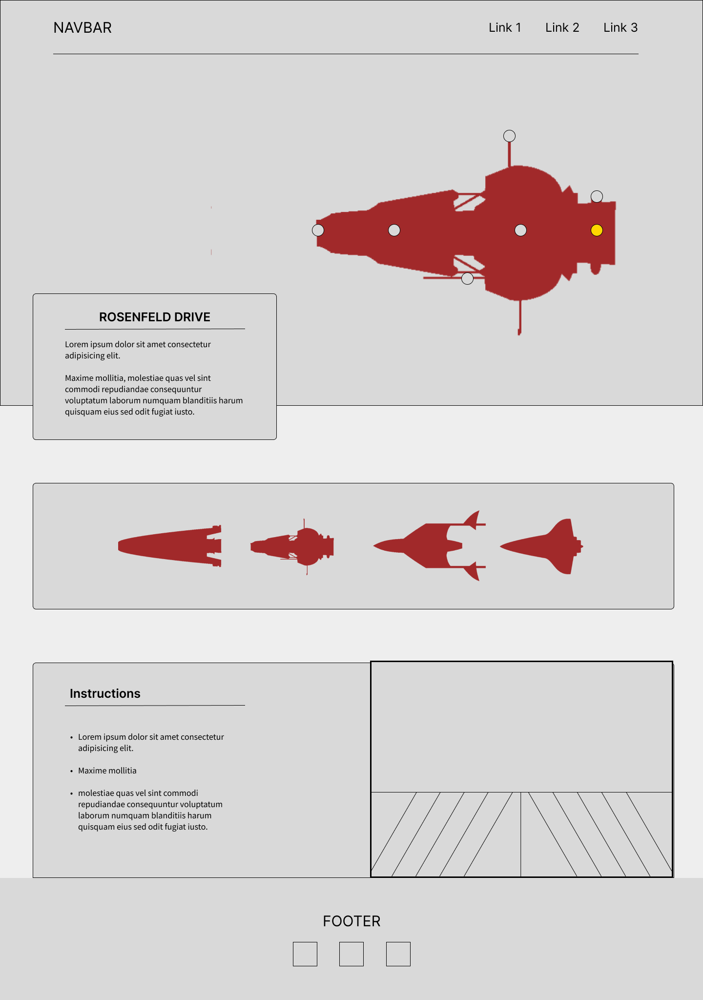 NAVBAR
Link 1 Link 2 Link 3
ROSENFELD DRIVE
Lorem ipsum dolor sit amet consectetur
adipisicing elit.
Maxime mollitia, molestiae quas vel sint
commodi repudiandae consequuntur
voluptatum laborum numquam blanditiis harum
quisquam eius sed odit fugiat iusto.
Instructions
• Lorem ipsum dolor sit amet consectetur
adipisicing elit.
• Maxime mollitia
• molestiae quas vel sint commodi
repudiandae consequuntur voluptatum
laborum numquam blanditiis harum
quisquam eius sed odit fugiat iusto.
FOOTER